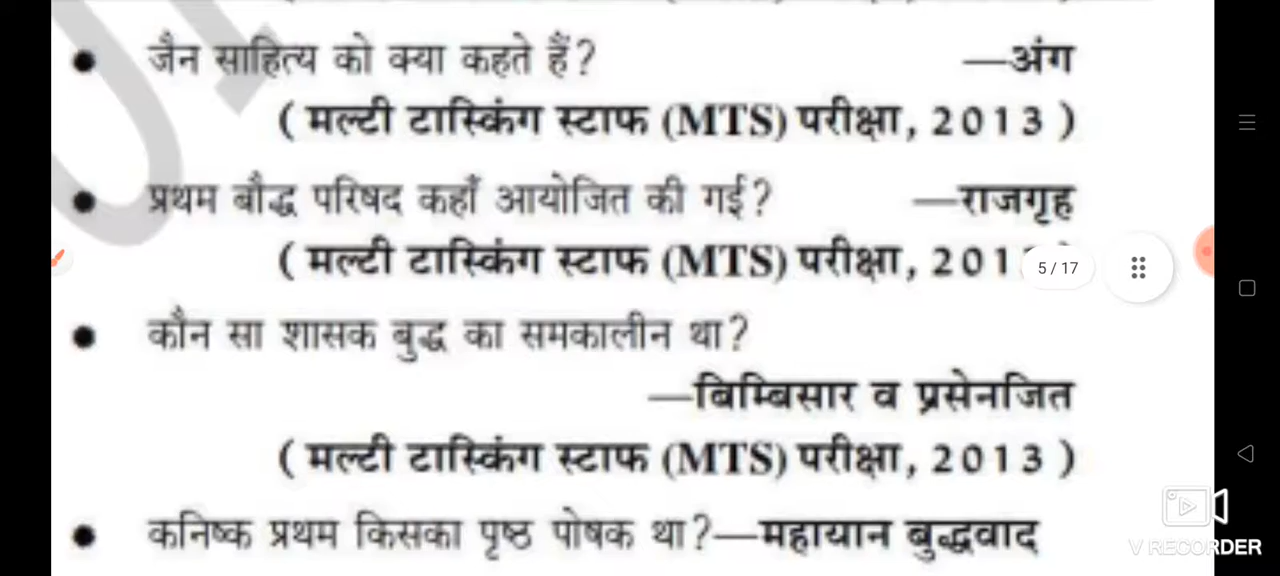 जैन साहित्य को क्या कहते हैं? —अंग
( मल्टी टास्किंग स्टाफ (MTS) परीक्षा, 2013 )
प्रथम बौद्ध परिषद कहाँ आयोजित की गई? —राजगृह
( मल्टी टास्किंग स्टाफ (MTS) परीक्षा, 201
5 / 17
कौन सा शासक बुद्ध का समकालीन था?
—बिम्बिसार व प्रसेनजित
( मल्टी टास्किंग स्टाफ (MTS) परीक्षा, 2013 )
कनिष्क प्रथम किसका पृष्ठ पोषक था?—महायान बुद्धवाद
V RECORDER